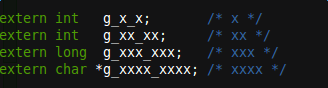 extern int   g_x_x;       /* x */
extern int   g_xx_xx;     /* xx */
extern long  g_xxx_xxx;   /* xxx */
extern char *g_xxxx_xxxx; /* xxxx */